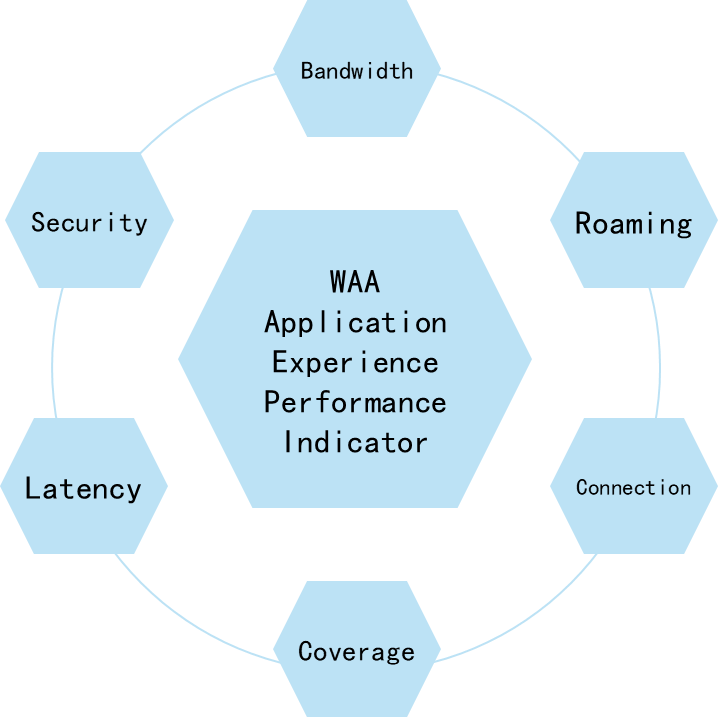 Bandwidth
Security
Roaming
WAA
Application
Experience
Performance
Indicator
Latency
Connection
Coverage